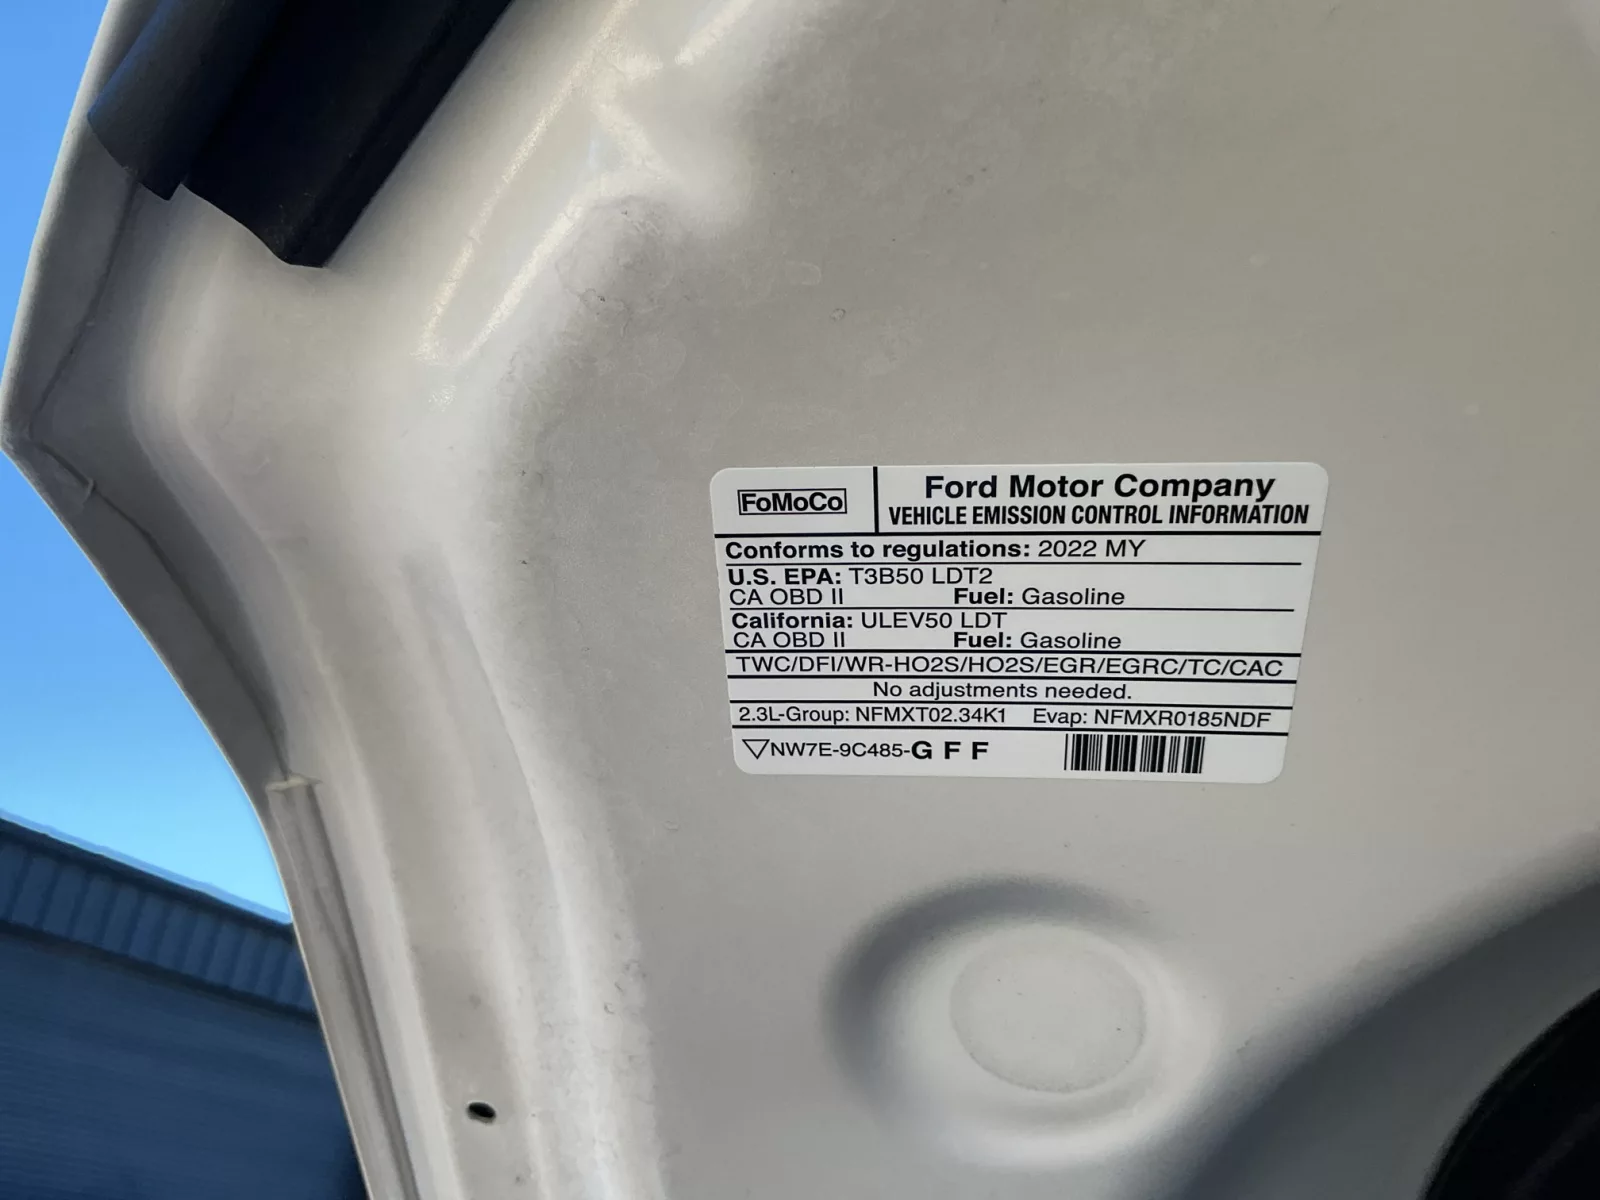 FoMoCo
Ford Motor Company
VEHICLE EMISSION CONTROL INFORMATION
Conforms to regulations: 2022 MY
U.S. EPA: T3B50 LDT2
CA OBD II Fuel: Gasoline
California: ULEV50 LDT
CA OBD II Fuel: Gasoline
TWC/DFI/WR-HO2S/HO2S/EGR/EGRC/TC/CAC
No adjustments needed.
2.3L-Group: NFMXT02.34K1 Evap: NFMXR0185NDF
NW7E-9C485-G F F